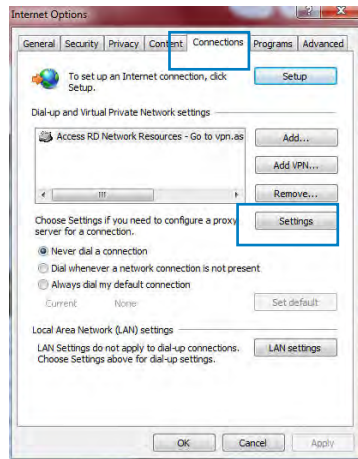 Internet Options
General Security Privacy Content Connections Programs Advanced
To set up an Internet connection, click
Setup.
Setup
Dial-up and Virtual Private Network settings
Access RD Network Resources - Go to vpn.as
Add...
Add VPN...
Remove...
Choose Settings if you need to configure a proxy
server for a connection.
Settings
Never dial a connection
Dial whenever a network connection is not present
Always dial my default connection
Current None
Set default
Local Area Network (LAN) settings
LAN Settings do not apply to dial-up connections.
Choose Settings above for dial-up settings.
LAN settings
OK Cancel Apply